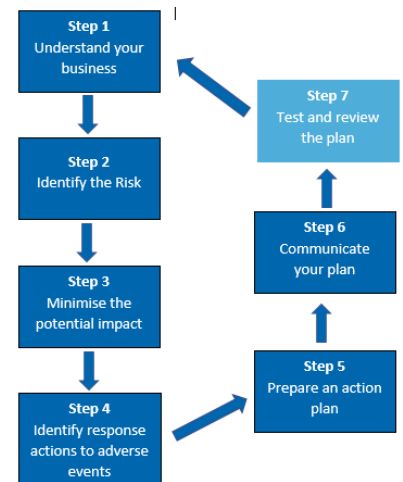 Step 1
Understand your
business
Step 2
Identify the Risk
Step 3
Minimise the
potential impact
Step 4
Identify response
actions to adverse
events
Step 5
Prepare an action
plan
Step 6
Communicate
your plan
Step 7
Test and review
the plan